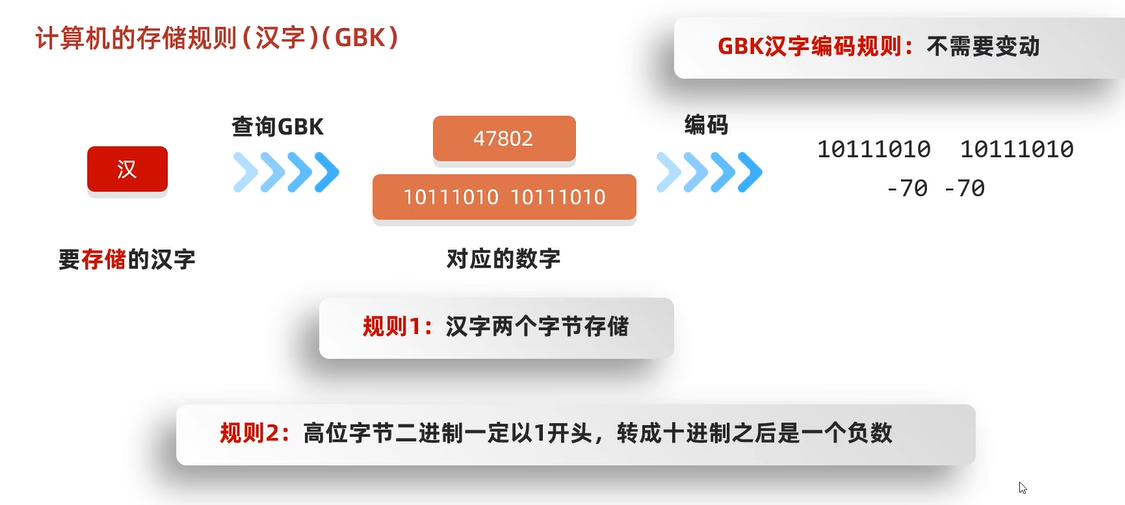 计算机的存储规则(汉字)(GBK)
GBK汉字编码规则：不需要变动
查询GBK
编码
汉
47802
10111010 10111010
10111010 10111010
-70 -70
要存储的汉字
对应的数字
规则1：汉字两个字节存储
规则2：高位字节二进制一定以1开头，转成十进制之后是一个负数